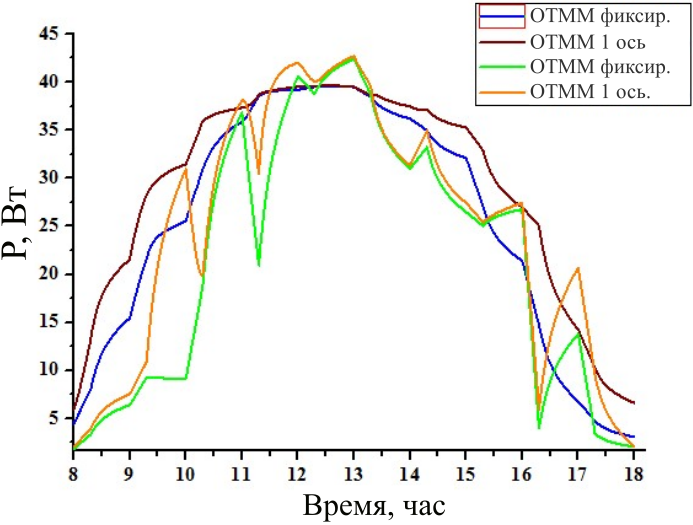 ОТММ фиксир.
ОТММ 1 ось
ОТММ фиксир.
ОТММ 1 ось.
45
40
35
30
25
20
15
10
5
P, Вт
8 9 10 11 12 13 14 15 16 17 18
Время, час